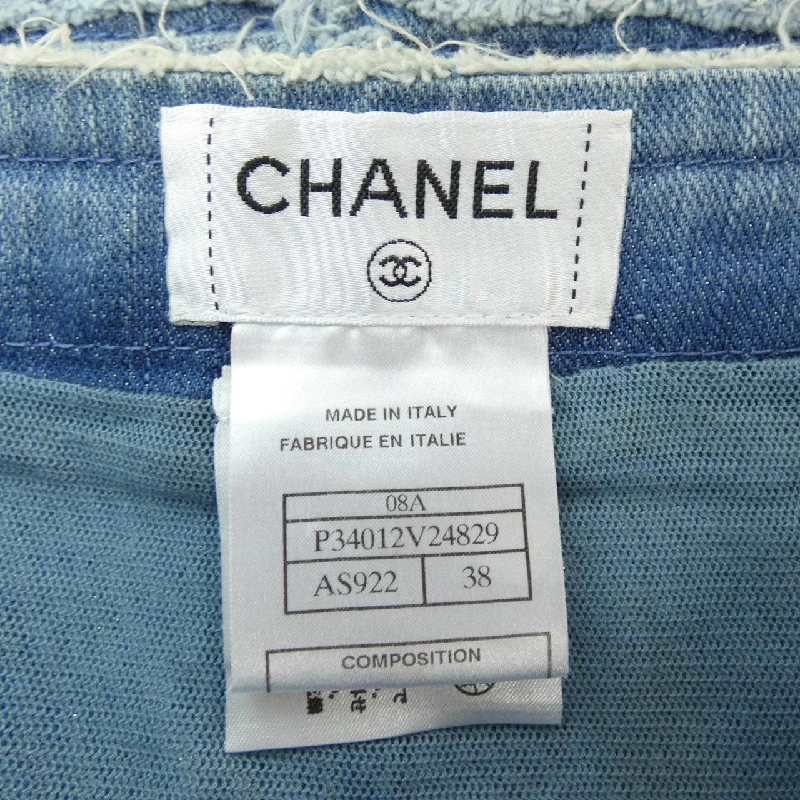 CHANEL
MADE IN ITALY
FABRIQUE EN ITALIE
08A
P34012V24829
AS922 38
COMPOSITION